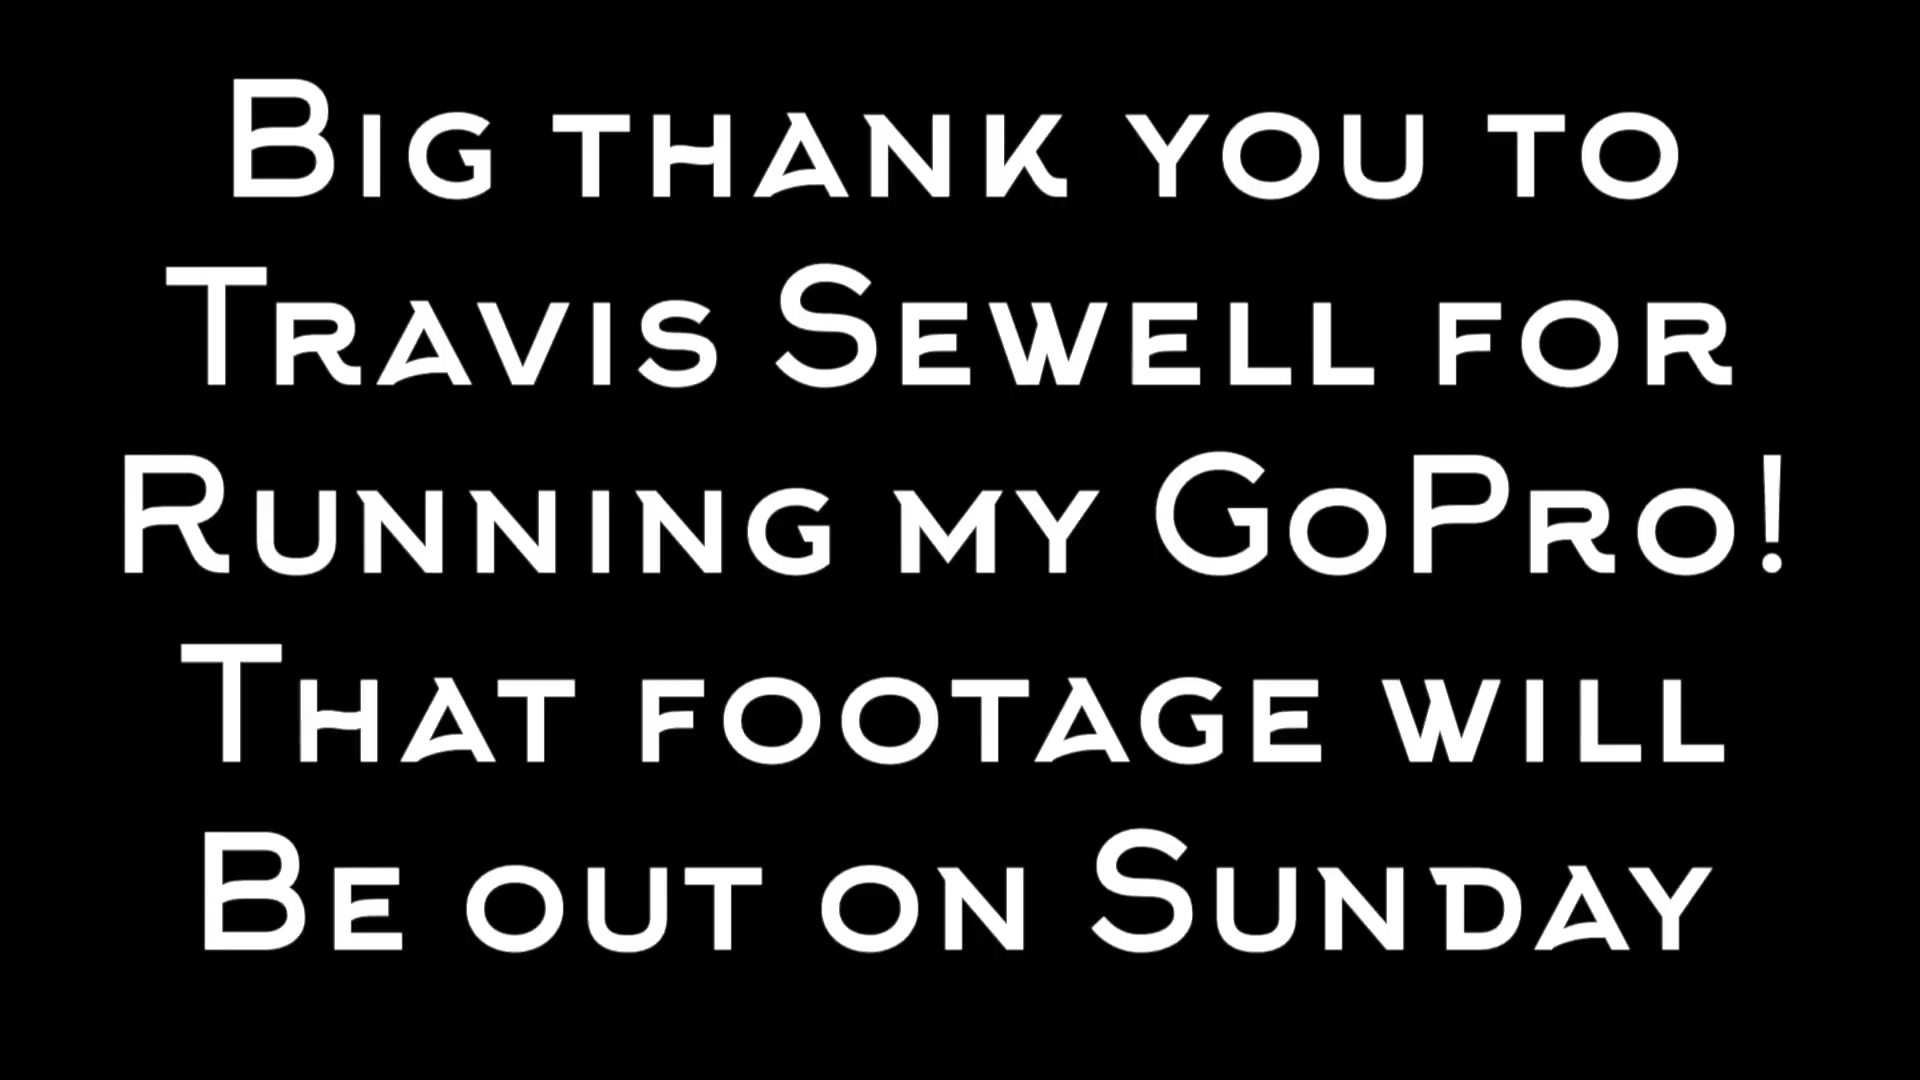 Big thank you to
Travis Sewell for
Running my GoPro!
That footage will
Be out on Sunday